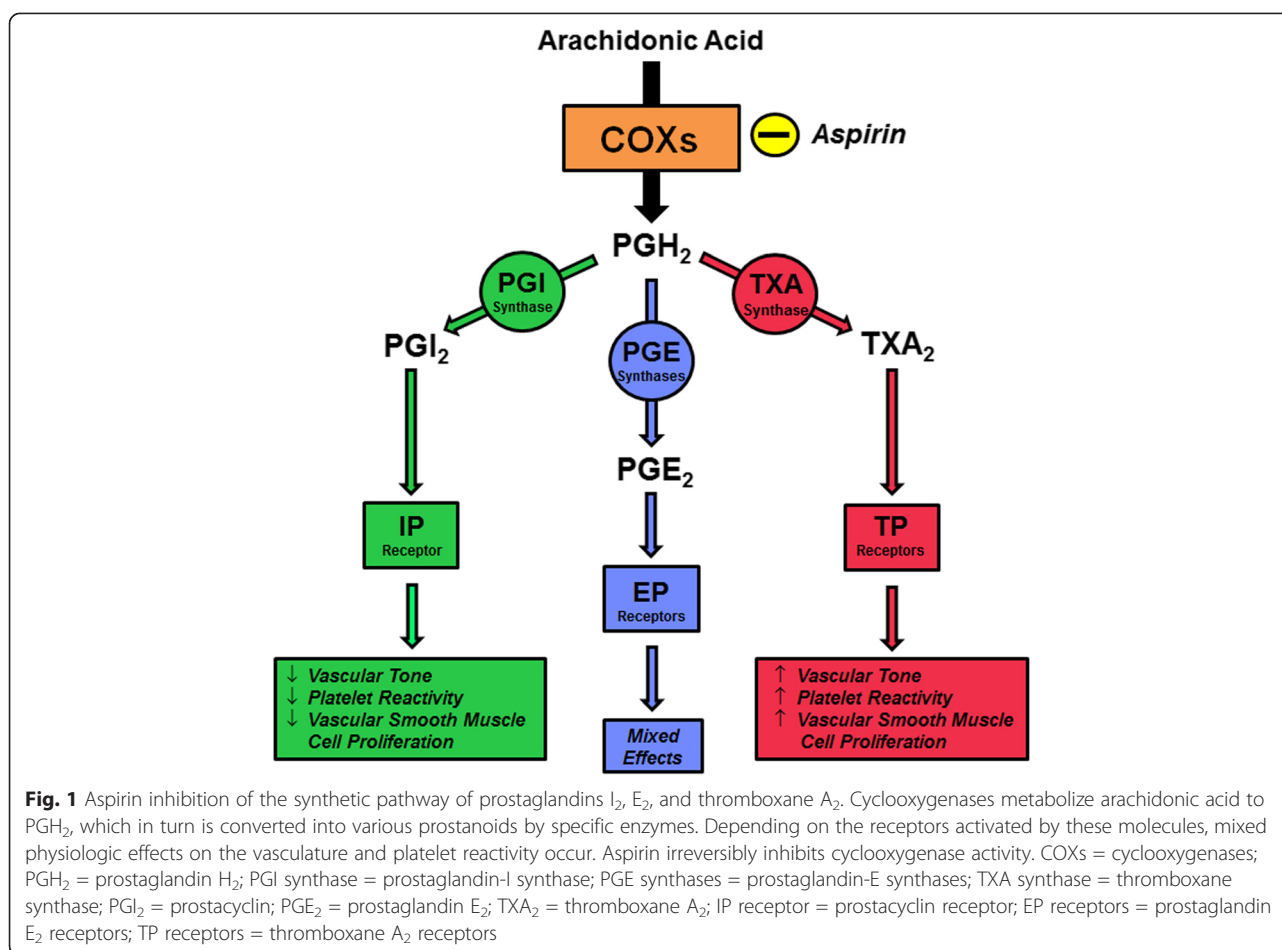 Arachidonic Acid
COXs
Aspirin
PGH₂
PGI
Synthase
TXA
Synthase
PGI₂
PGE
Synthases
TXA₂
PGE₂
IP
Receptor
TP
Receptors
EP
Receptors
↓ Vascular Tone
↓ Platelet Reactivity
↓ Vascular Smooth Muscle
Cell Proliferation
↑ Vascular Tone
↑ Platelet Reactivity
↑ Vascular Smooth Muscle
Cell Proliferation
Mixed
Effects
Fig. 1 Aspirin inhibition of the synthetic pathway of prostaglandins I₂, E₂, and thromboxane A₂. Cyclooxygenases metabolize arachidonic acid to
PGH₂, which in turn is converted into various prostanoids by specific enzymes. Depending on the receptors activated by these molecules, mixed
physiologic effects on the vasculature and platelet reactivity occur. Aspirin irreversibly inhibits cyclooxygenase activity. COXs = cyclooxygenases;
PGH₂ = prostaglandin H₂; PGI synthase = prostaglandin-I synthase; PGE synthases = prostaglandin-E synthases; TXA synthase = thromboxane
synthase; PGI₂ = prostacyclin; PGE₂ = prostaglandin E₂; TXA₂ = thromboxane A₂; IP receptor = prostacyclin receptor; EP receptors = prostaglandin
E₂ receptors; TP receptors = thromboxane A₂ receptors